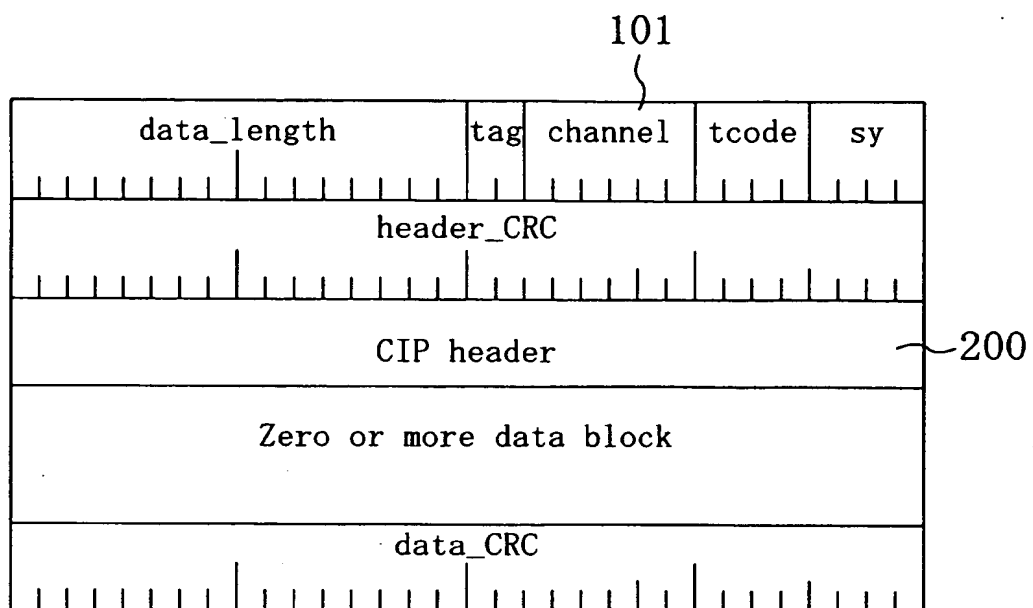 101
data_length tag channel tcode sy
header_CRC
CIP header 200
Zero or more data block
data_CRC